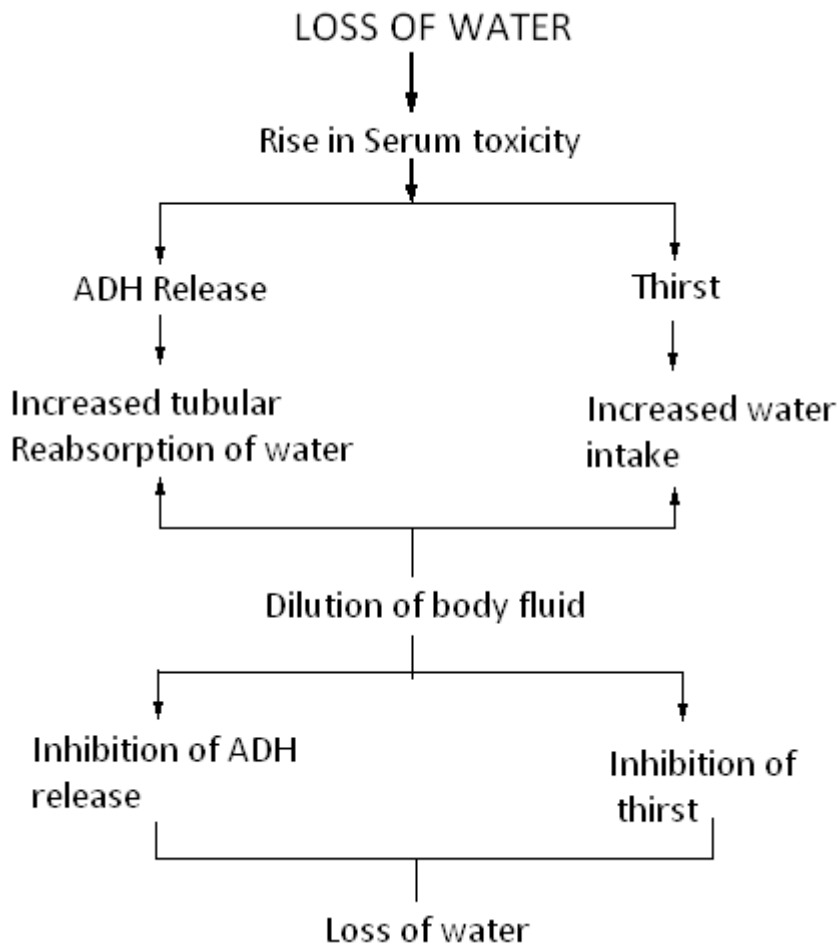 LOSS OF WATER
Rise in Serum toxicity
ADH Release
Thirst
Increased tubular
Reabsorption of water
Increased water
intake
Dilution of body fluid
Inhibition of ADH
release
Inhibition of
thirst
Loss of water